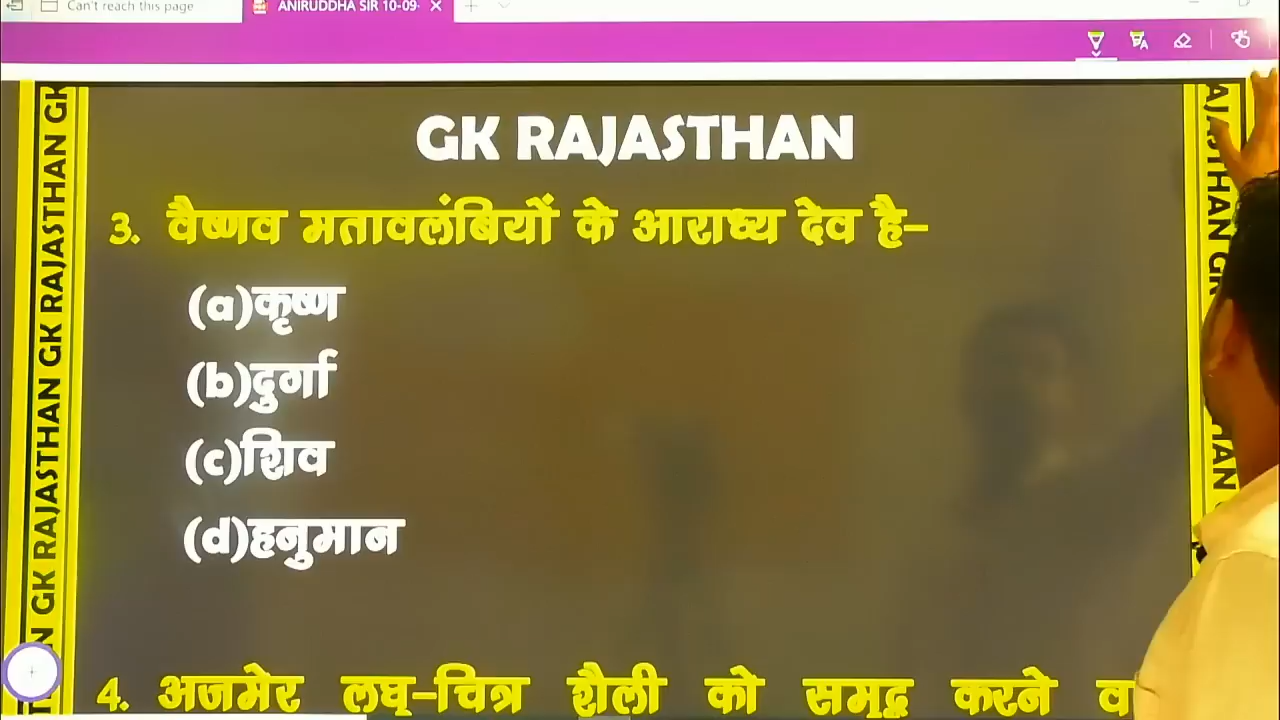 Can't reach this page
ANIRUDDHA SIR 10-09-
GK RAJASTHAN
3. वैष्णव मतावलंबियों के आराध्य देव है-
(a)कृष्ण
(b)दुर्गा
(c)शिव
(d)हनुमान
4. अजमेर लघु-चित्र शैली को समृद्ध करने व
GK RAJASTHAN GK RAJASTHAN
RAJASTHAN GK